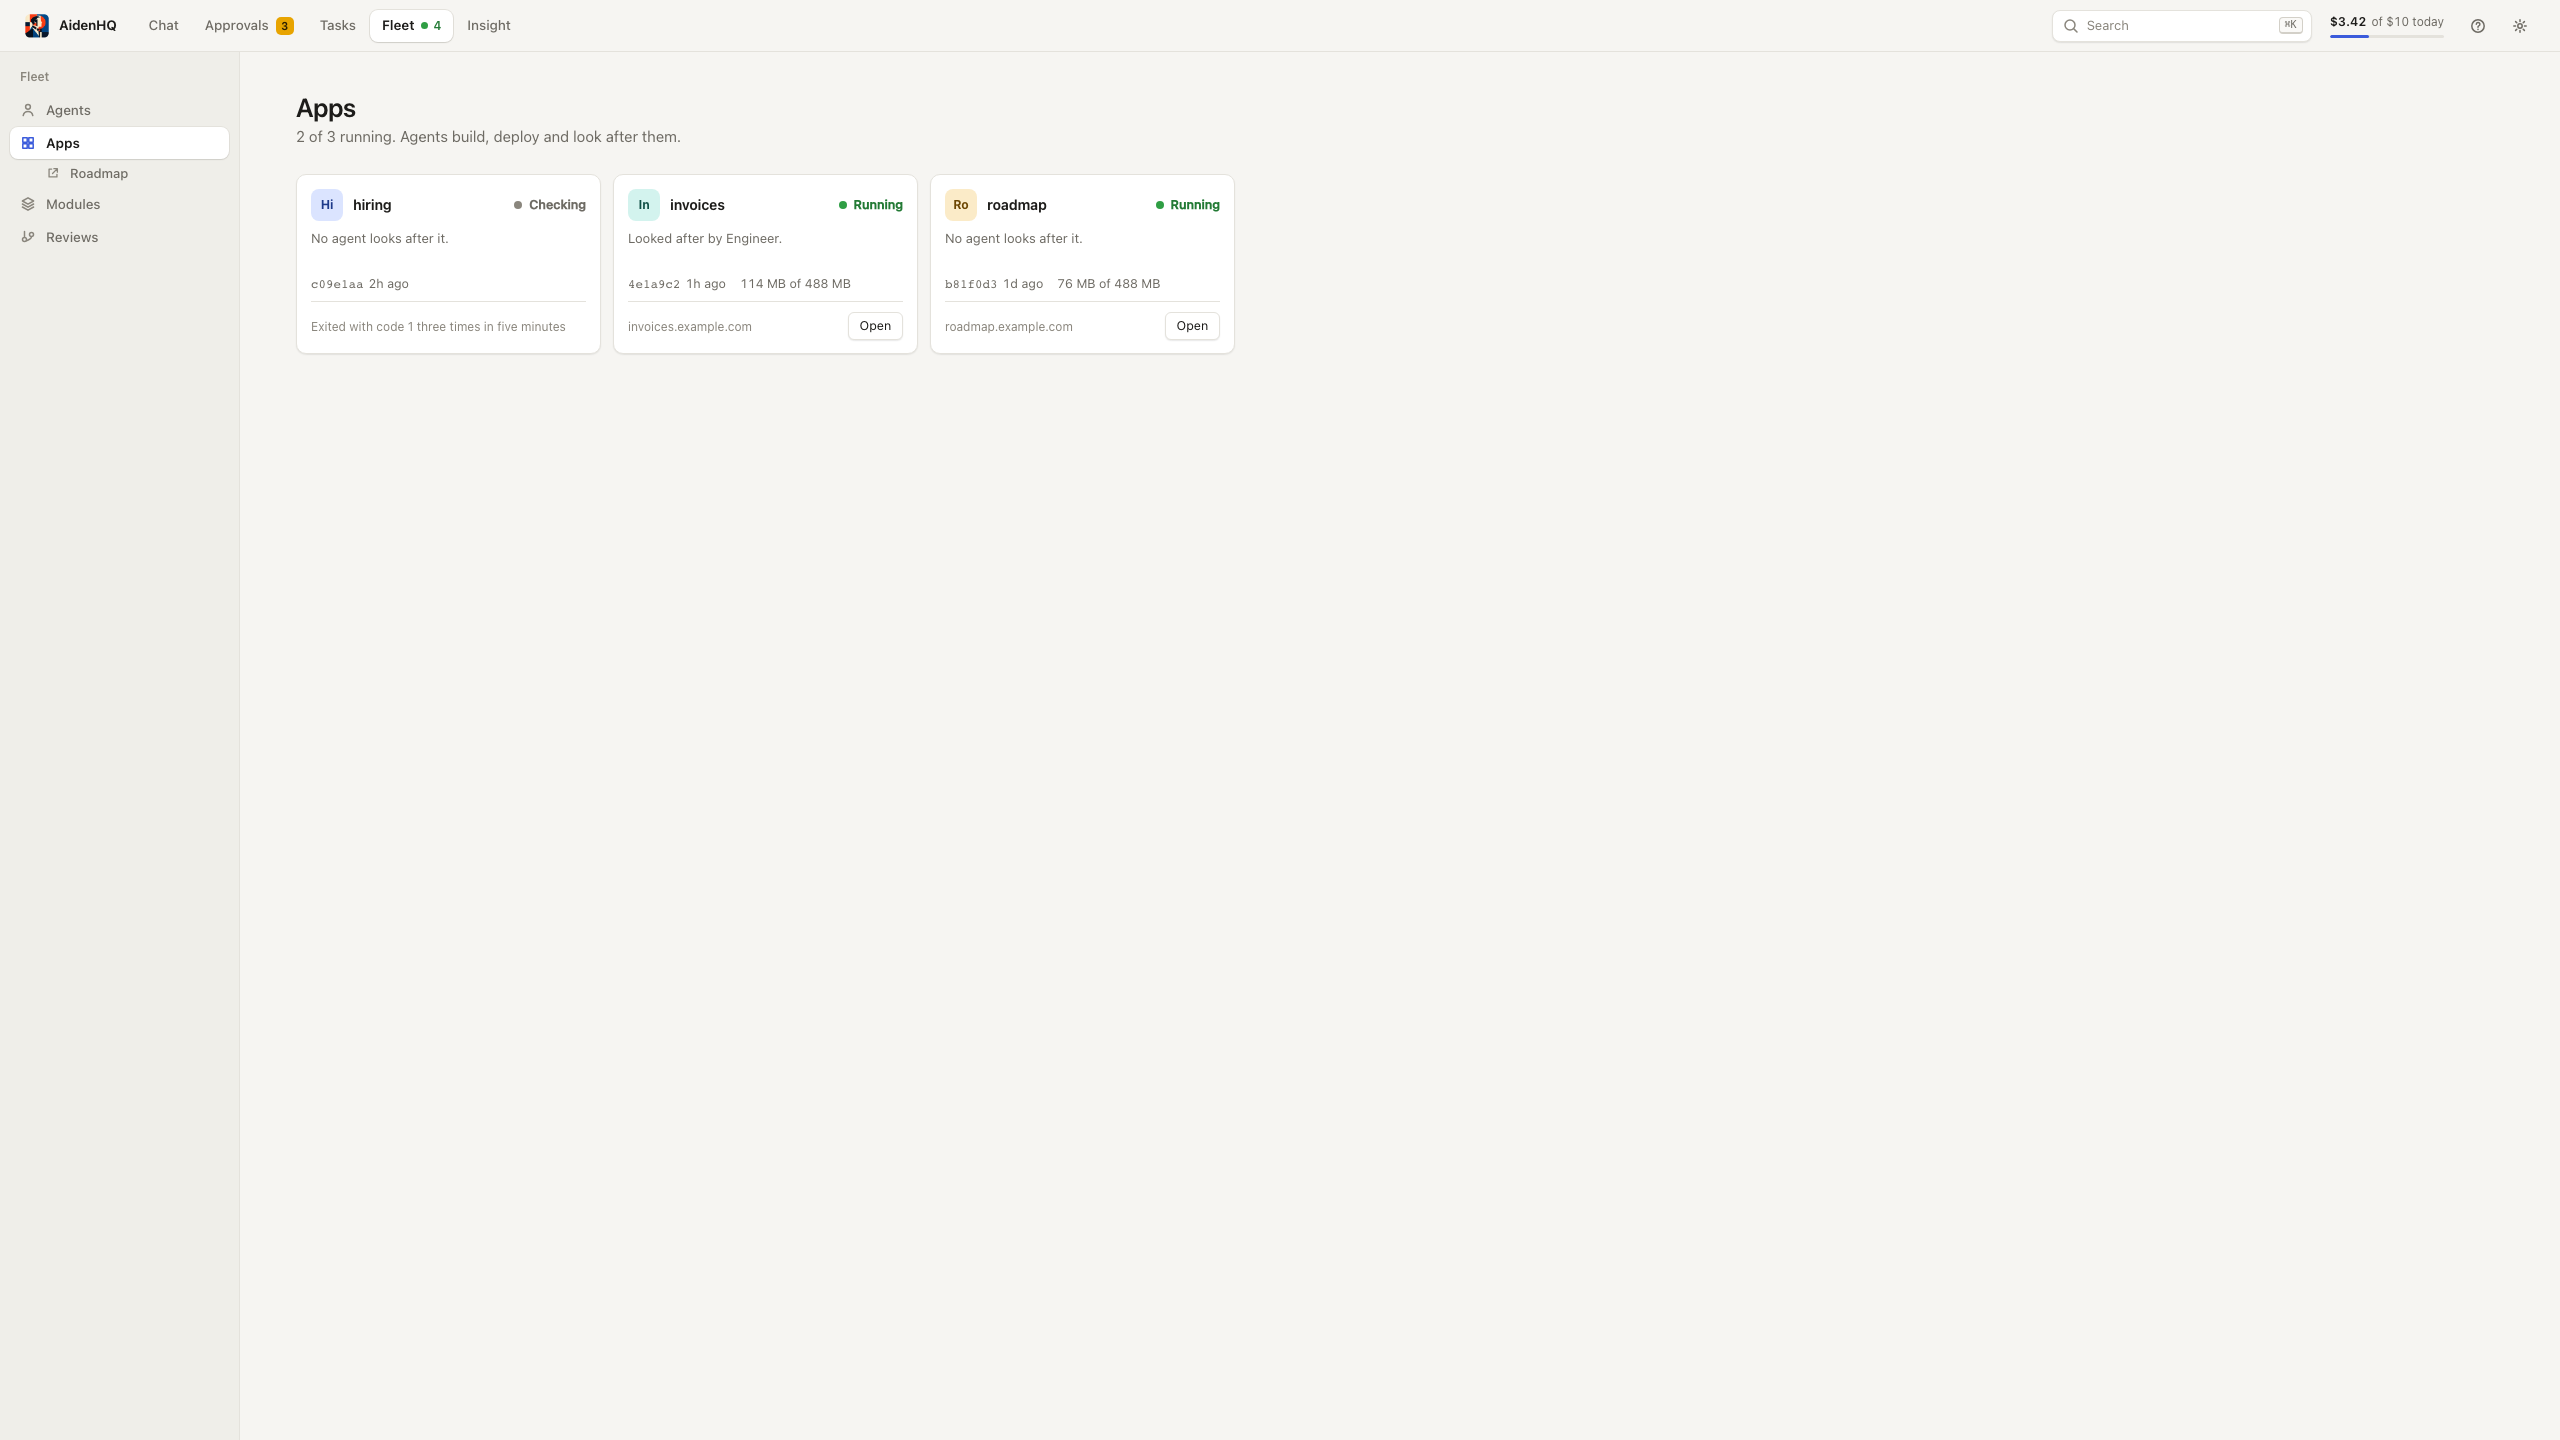 AidenHQ Chat Approvals 3 Tasks Fleet 4 Insight Search ⌘K $3.42 of $10 today
Fleet
Agents
Apps
Roadmap
Modules
Reviews
Apps
2 of 3 running. Agents build, deploy and look after them.
Hi hiring Checking
No agent looks after it.
c09e1aa 2h ago
Exited with code 1 three times in five minutes
In invoices Running
Looked after by Engineer.
4e1a9c2 1h ago 114 MB of 488 MB
invoices.example.com Open
Ro roadmap Running
No agent looks after it.
b81f0d3 1d ago 76 MB of 488 MB
roadmap.example.com Open